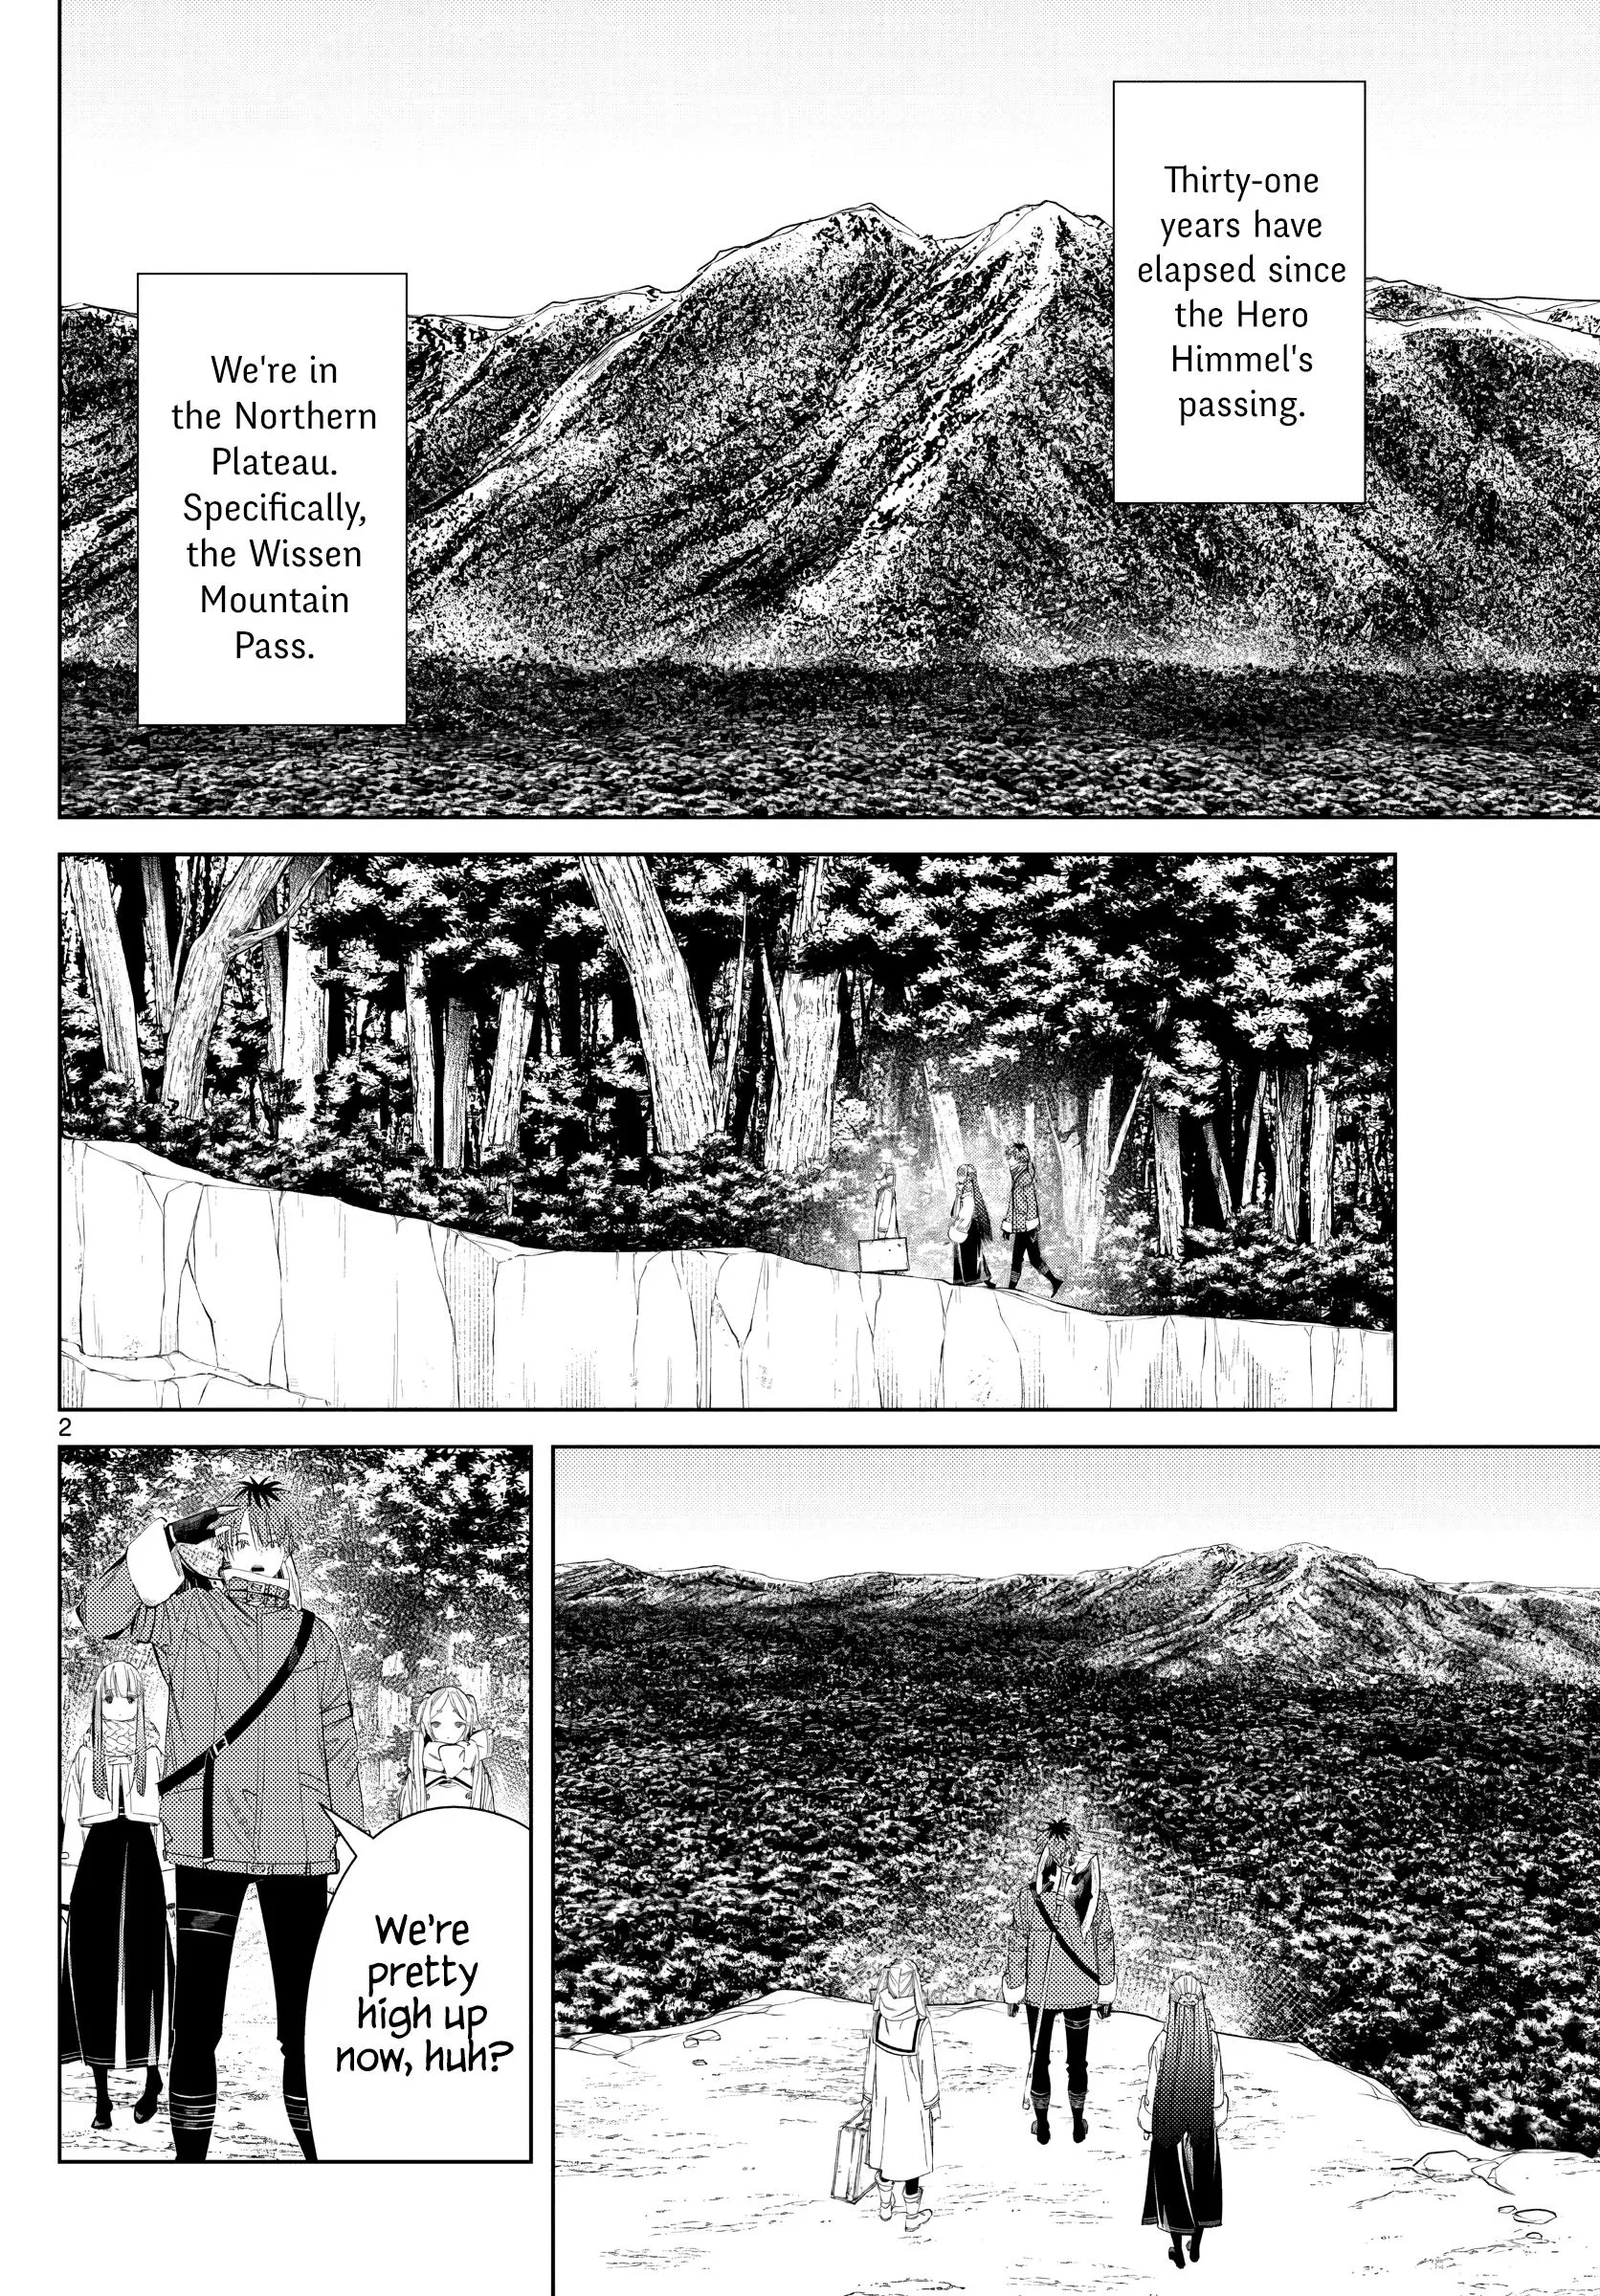 Thirty-one
years have
elapsed since
the Hero
Himmel's
passing.
We're in
the Northern
Plateau.
Specifically,
the Wissen
Mountain
Pass.
2
We're
pretty
high up
now, huh?